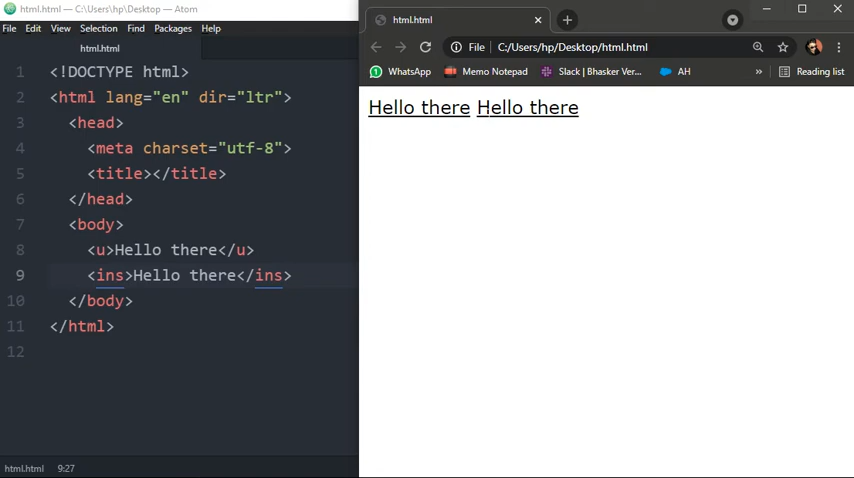 html.html — C:\Users\hp\Desktop — Atom
File Edit View Selection Find Packages Help
html.html
1 <!DOCTYPE html>
2 <html lang="en" dir="ltr">
3 <head>
4 <meta charset="utf-8">
5 <title></title>
6 </head>
7 <body>
8 <u>Hello there</u>
9 <ins>Hello there</ins>
10 </body>
11 </html>
12
html.html 9:27
html.html
File C:/Users/hp/Desktop/html.html
WhatsApp Memo Notepad Slack | Bhasker Ver... AH » Reading list
Hello there Hello there